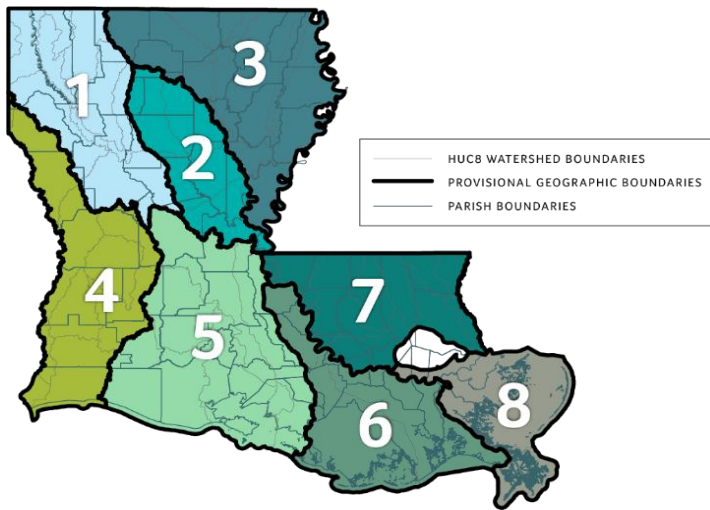 1
3
2
HUC8 WATERSHED BOUNDARIES
PROVISIONAL GEOGRAPHIC BOUNDARIES
PARISH BOUNDARIES
4
7
5
8
6